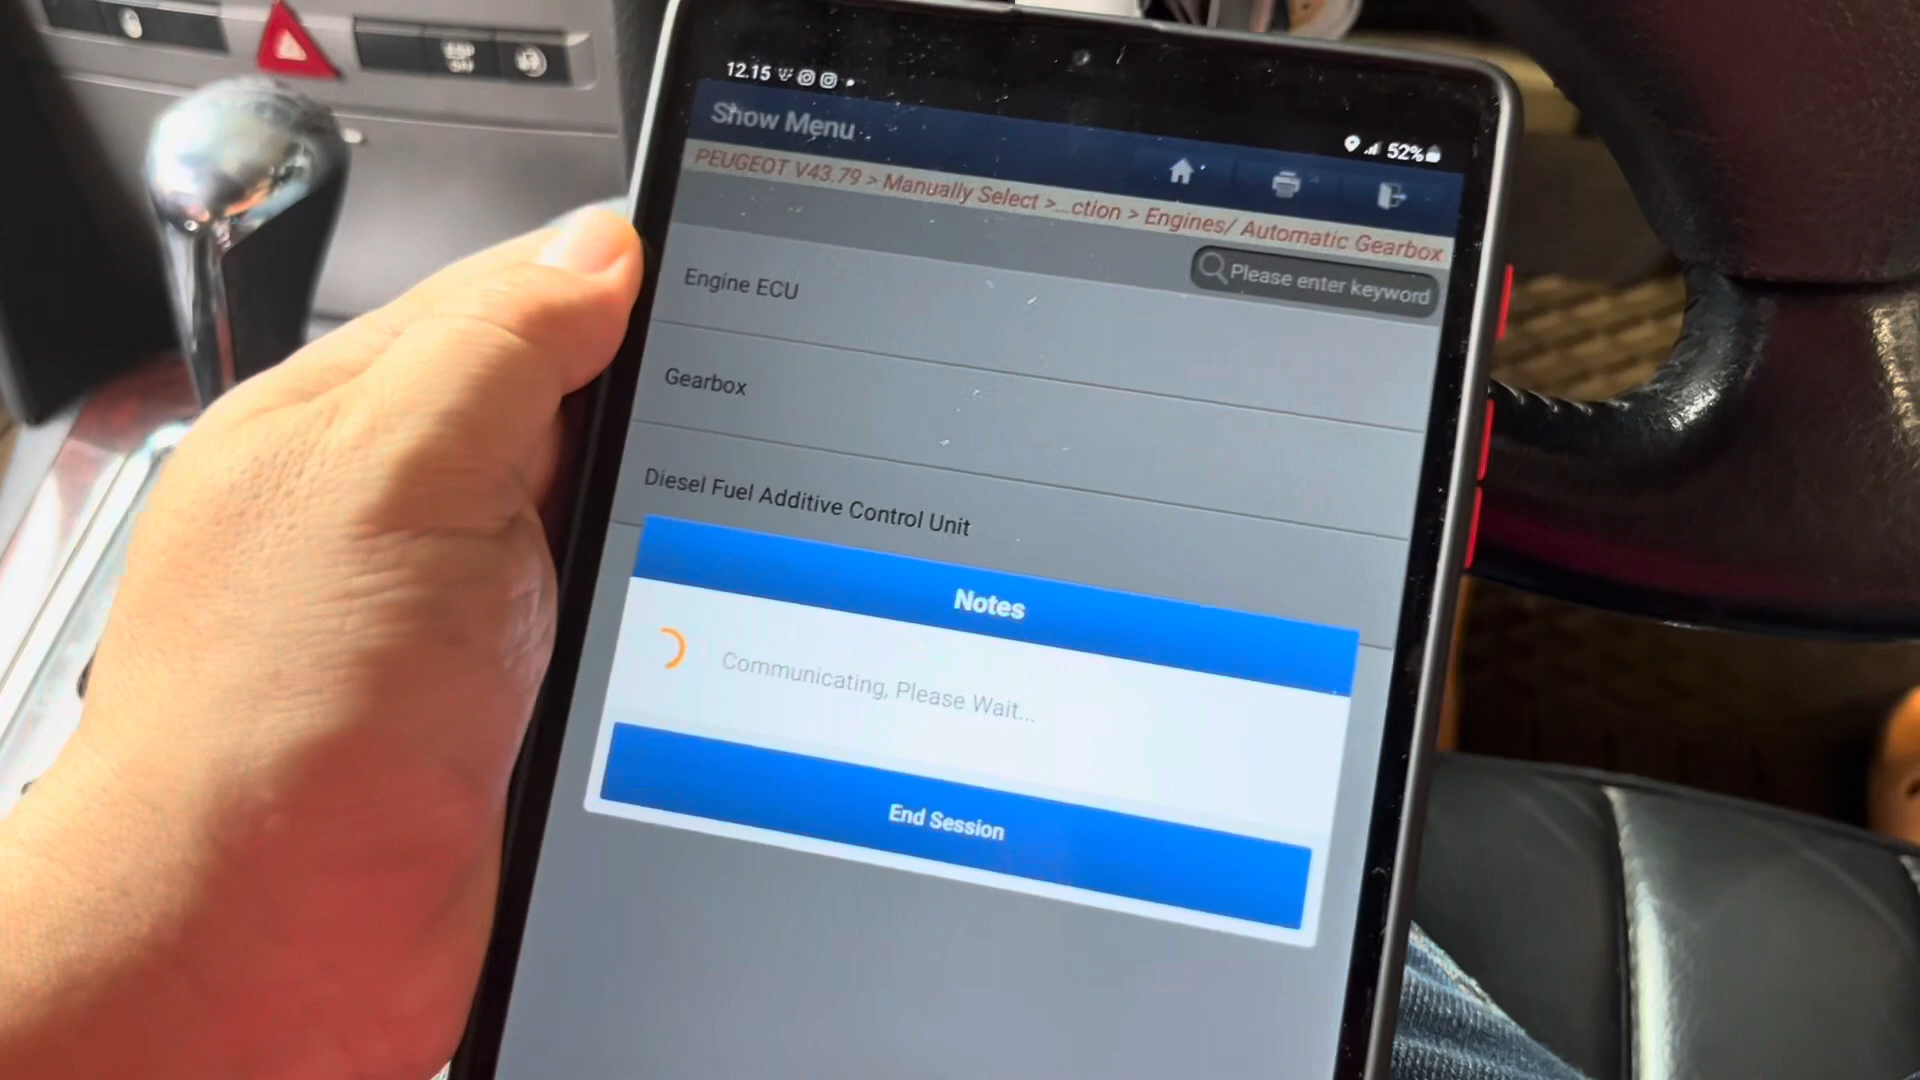 12.15
52%
Show Menu
PEUGEOT V43.79 > Manually Select >...ction > Engines/ Automatic Gearbox
Please enter keyword
Engine ECU
Gearbox
Diesel Fuel Additive Control Unit
Notes
Communicating, Please Wait...
End Session